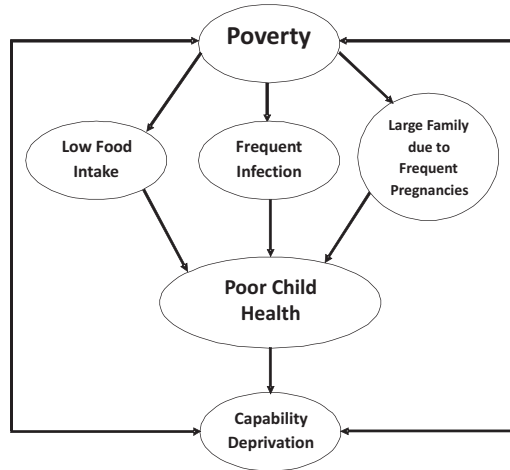 Poverty
Low Food
Intake
Frequent
Infection
Large Family
due to
Frequent
Pregnancies
Poor Child
Health
Capability
Deprivation